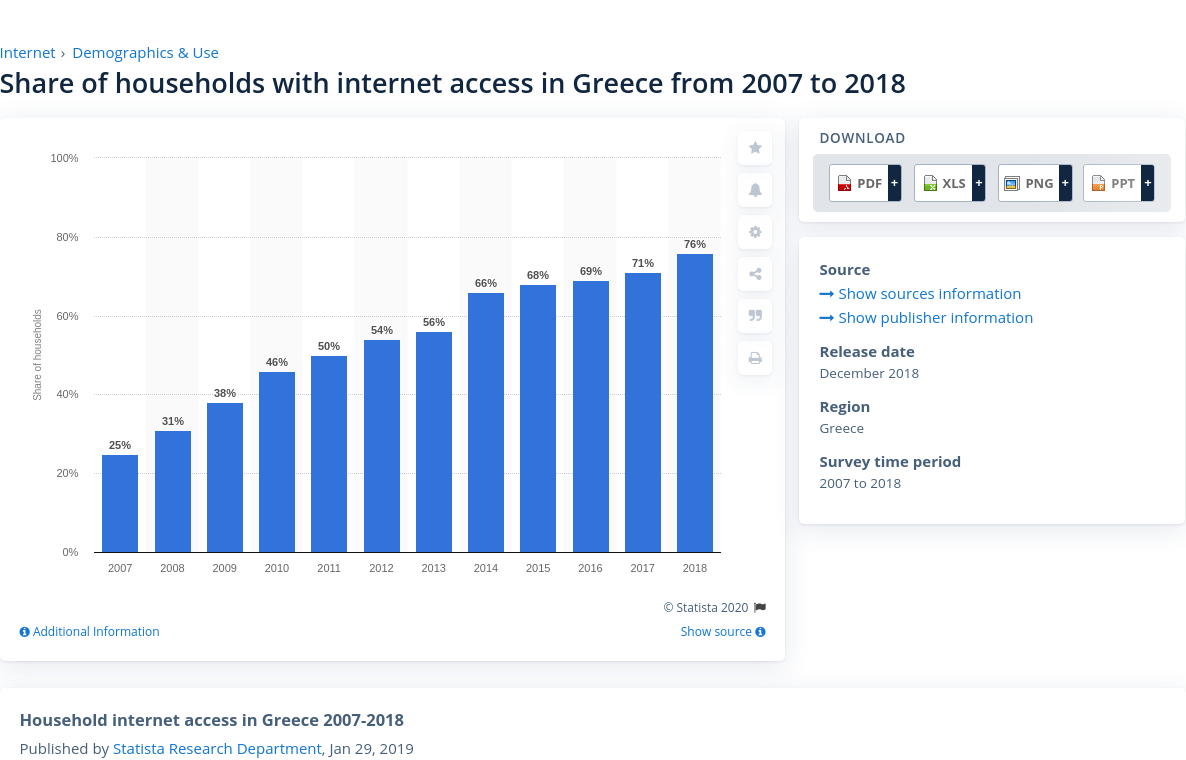 Internet › Demographics & Use
Share of households with internet access in Greece from 2007 to 2018
100%
80%
60%
40%
20%
0%
Share of households
25%
31%
38%
46%
50%
54%
56%
66%
68%
69%
71%
76%
2007 2008 2009 2010 2011 2012 2013 2014 2015 2016 2017 2018
© Statista 2020
Additional Information
Show source
DOWNLOAD
PDF + XLS + PNG + PPT +
Source
Show sources information
Show publisher information
Release date
December 2018
Region
Greece
Survey time period
2007 to 2018
Household internet access in Greece 2007-2018
Published by Statista Research Department, Jan 29, 2019